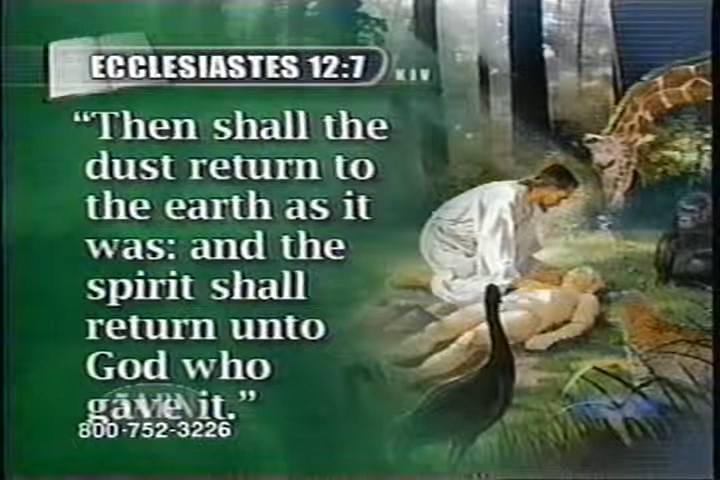 ECCLESIASTES 12:7 KJV
“Then shall the
dust return to
the earth as it
was: and the
spirit shall
return unto
God who
gave it.”
800-752-3226